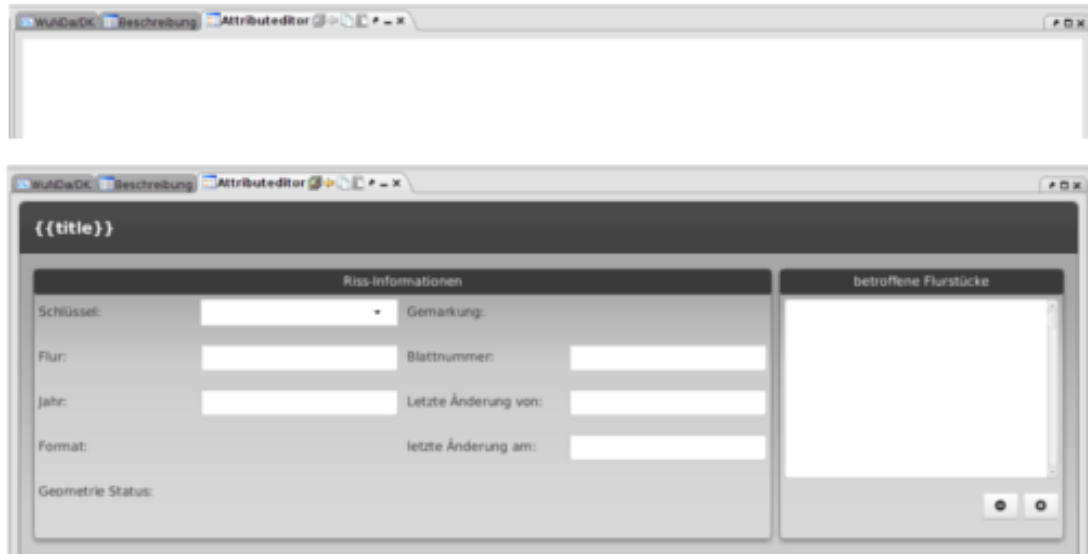 WuNDa/DK Beschreibung Attributeditor
WuNDa/DK Beschreibung Attributeditor
{{title}}
Riss-Informationen betroffene Flurstücke
Schlüssel: Gemarkung:
Flur: Blattnummer:
Jahr: Letzte Änderung von:
Format: letzte Änderung am:
Geometrie Status: